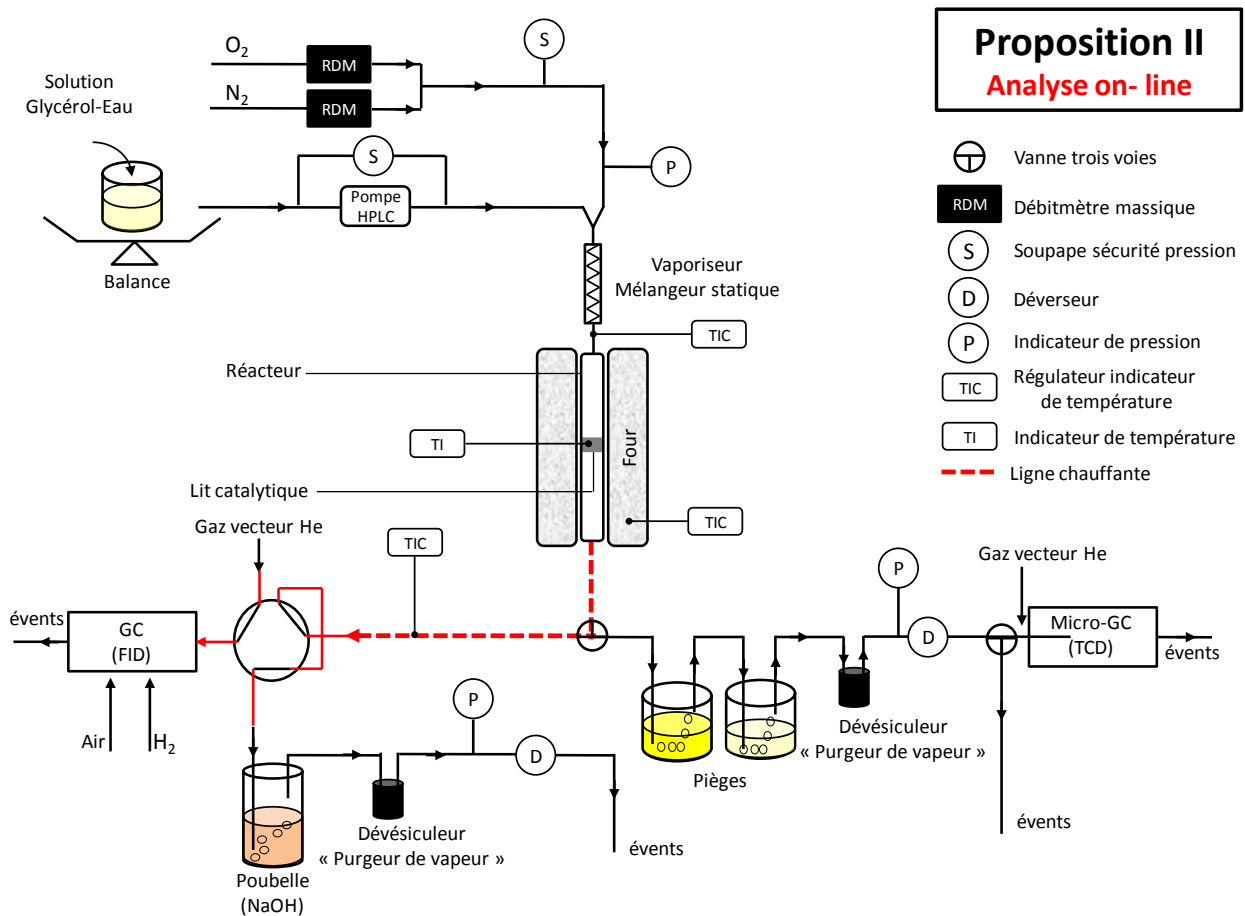 Proposition II
Analyse on- line
O2
N2
RDM
RDM
S
Solution
Glycérol-Eau
S
Pompe
HPLC
P
Balance
Vaporiseur
Mélangeur statique
TIC
Réacteur
TI
Four
Lit catalytique
TIC
Vanne trois voies
RDM
Débitmètre massique
S
Soupape sécurité pression
D
Déverseur
P
Indicateur de pression
TIC
Régulateur indicateur
de température
TI
Indicateur de température
Ligne chauffante
Gaz vecteur He
TIC
évents
GC
(FID)
Air
H2
P
D
Dévésiculeur
« Purgeur de vapeur »
évents
Poubelle
(NaOH)
Pièges
P
D
Dévésiculeur
« Purgeur de vapeur »
Gaz vecteur He
Micro-GC
(TCD)
évents
évents